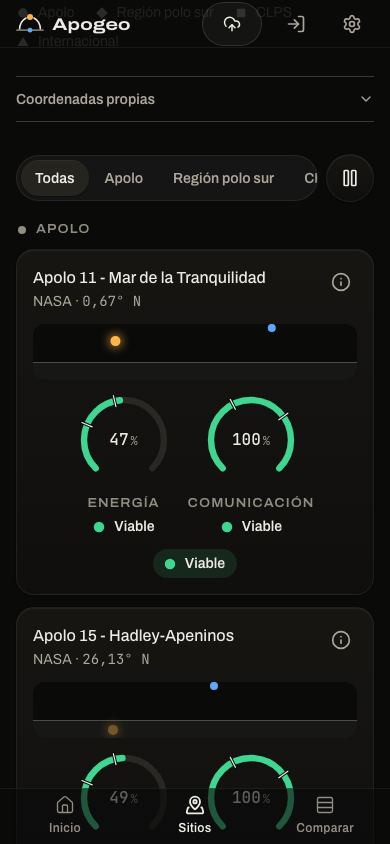 Apolo Región polo sur CLPS
Apogeo
Internacional
Coordenadas propias
Todas Apolo Región polo sur
APOLO
Apolo 11 - Mar de la Tranquilidad
NASA · 0,67° N
47% 100%
ENERGÍA COMUNICACIÓN
Viable Viable
Viable
Apolo 15 - Hadley-Apeninos
NASA · 26,13° N
49% 100%
Inicio Sitios Comparar